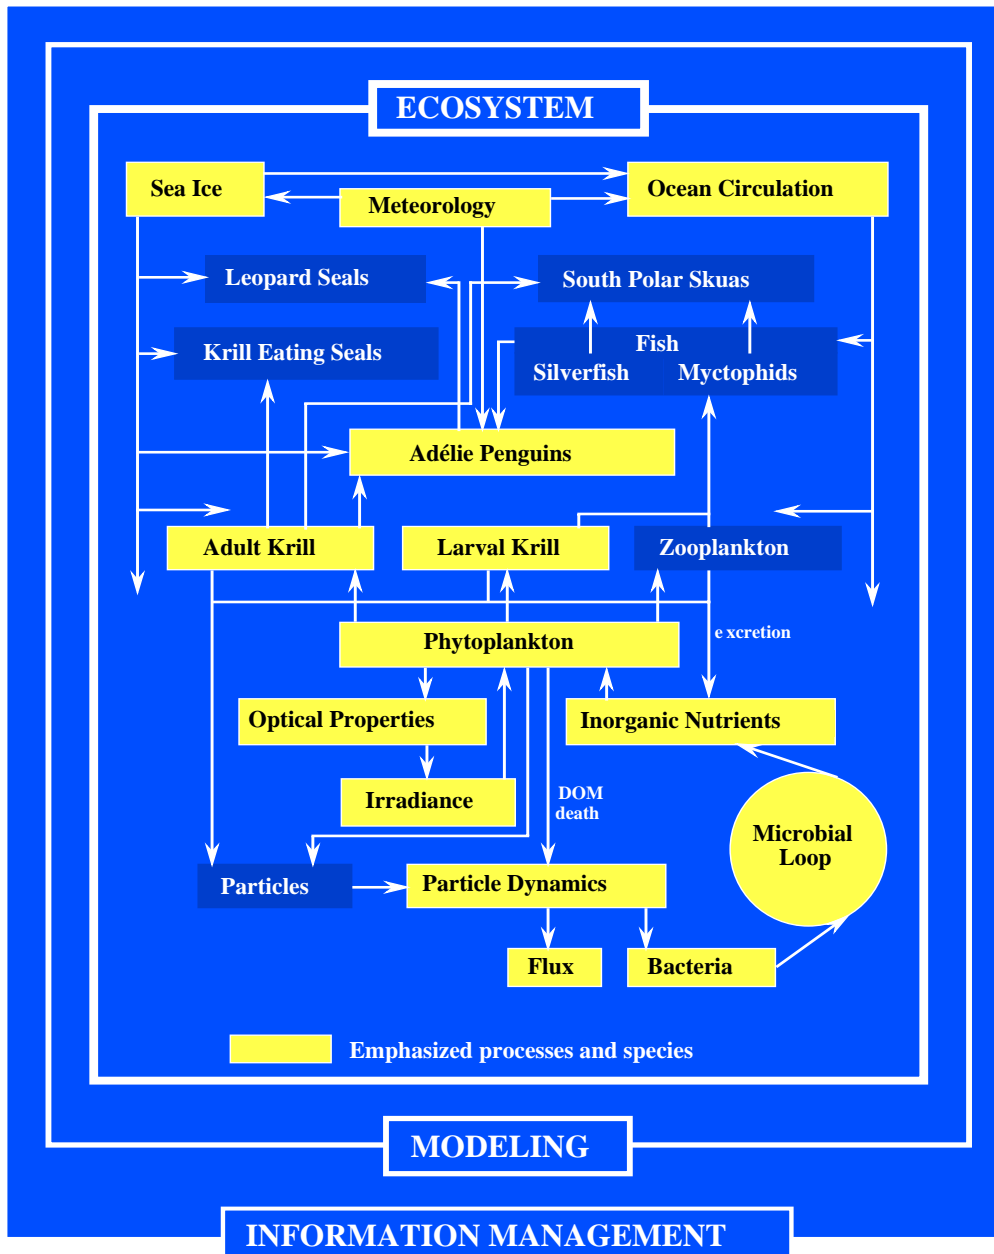 ECOSYSTEM
Sea Ice
Ocean Circulation
Meteorology
Leopard Seals
South Polar Skuas
Krill Eating Seals
Fish
Silverfish
Myctophids
Adélie Penguins
Adult Krill
Larval Krill
Zooplankton
e xcretion
Phytoplankton
Optical Properties
Inorganic Nutrients
Irradiance
DOM
death
Microbial
Loop
Particles
Particle Dynamics
Flux
Bacteria
Emphasized processes and species
MODELING
INFORMATION MANAGEMENT